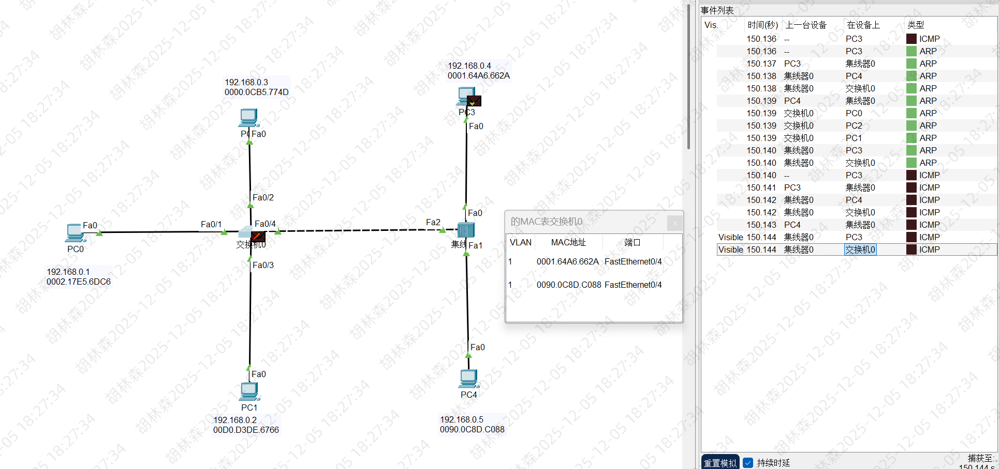 192.168.0.4
0001.64A6.662A
PC3
Fa0
192.168.0.3
0000.0CB5.774D
Fa0
Fa0/2
Fa0
PC0
Fa0/1
Fa0/4
交换机0
Fa0/3
Fa2
Fa0
集线
Fa1
192.168.0.1
0002.17E5.6DC6
Fa0
PC1
192.168.0.2
00D0.D3DE.6766
Fa0
PC4
192.168.0.5
0090.0C8D.C088
的MAC表交换机0
VLAN MAC地址 端口
1 0001.64A6.662A FastEthernet0/4
1 0090.0C8D.C088 FastEthernet0/4
事件列表
Vis. 时间(秒) 上一台设备 在设备上 类型
150.136 -- PC3 ICMP
150.136 -- PC3 ARP
150.137 PC3 集线器0 ARP
150.138 集线器0 PC4 ARP
150.138 集线器0 交换机0 ARP
150.139 PC4 集线器0 ARP
150.139 交换机0 PC0 ARP
150.139 交换机0 PC2 ARP
150.139 交换机0 PC1 ARP
150.140 集线器0 PC3 ARP
150.140 集线器0 交换机0 ARP
150.140 -- PC3 ICMP
150.141 PC3 集线器0 ICMP
150.142 集线器0 PC4 ICMP
150.142 集线器0 交换机0 ICMP
150.143 PC4 集线器0 ICMP
Visible 150.144 集线器0 PC3 ICMP
Visible 150.144 集线器0 交换机0 ICMP
重置模拟 持续时延
捕获至:
150.144 s
胡林森2025-12-05 18:27:34